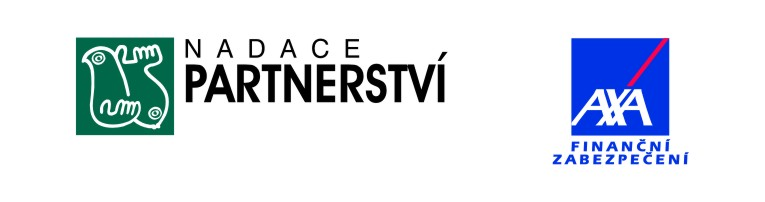 NADACE
PARTNERSTVÍ
AXA
FINANČNÍ
ZABEZPEČENÍ